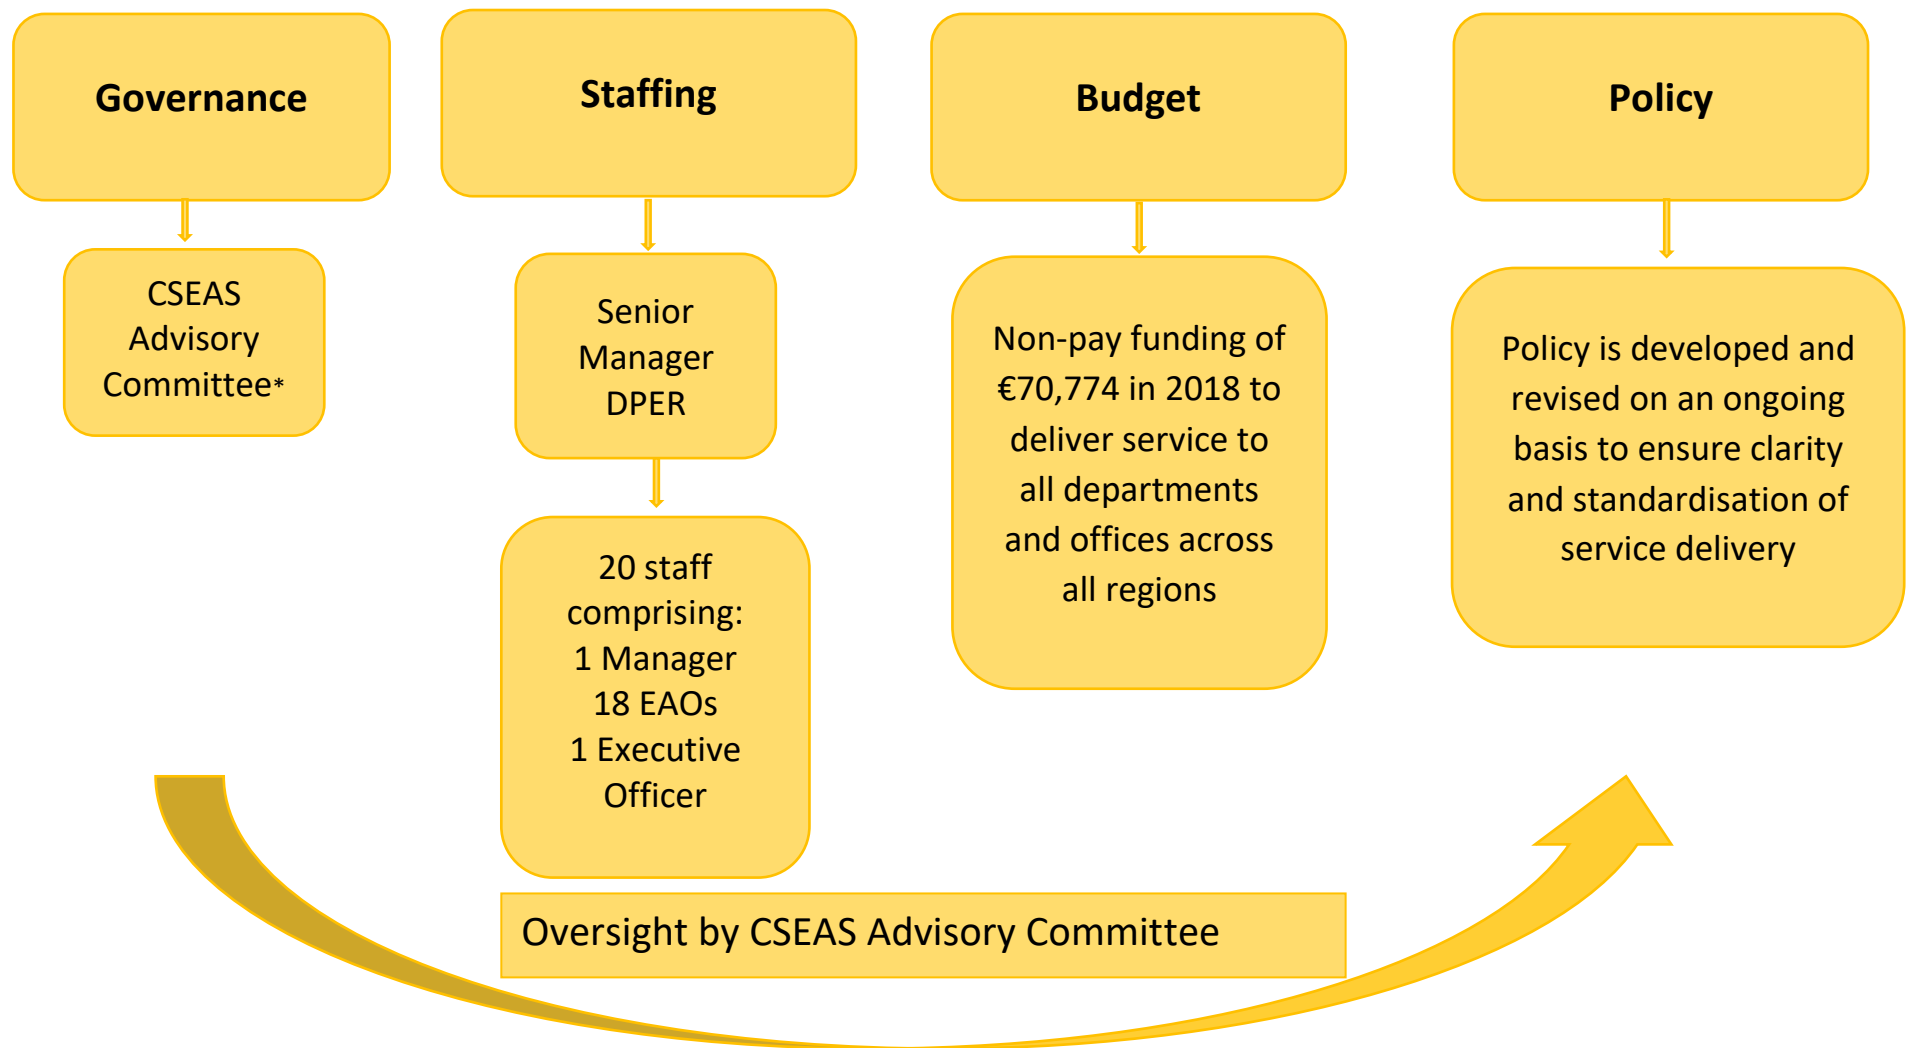 Governance
CSEAS
Advisory
Committee*
Staffing
Senior
Manager
DPER
20 staff
comprising:
1 Manager
18 EAOs
1 Executive
Officer
Budget
Non-pay funding of
€70,774 in 2018 to
deliver service to
all departments
and offices across
all regions
Policy
Policy is developed and
revised on an ongoing
basis to ensure clarity
and standardisation of
service delivery
Oversight by CSEAS Advisory Committee